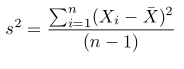 $s^2 = \frac{\sum_{i=1}^{n}(X_i - \bar{X})^2}{(n-1)}$